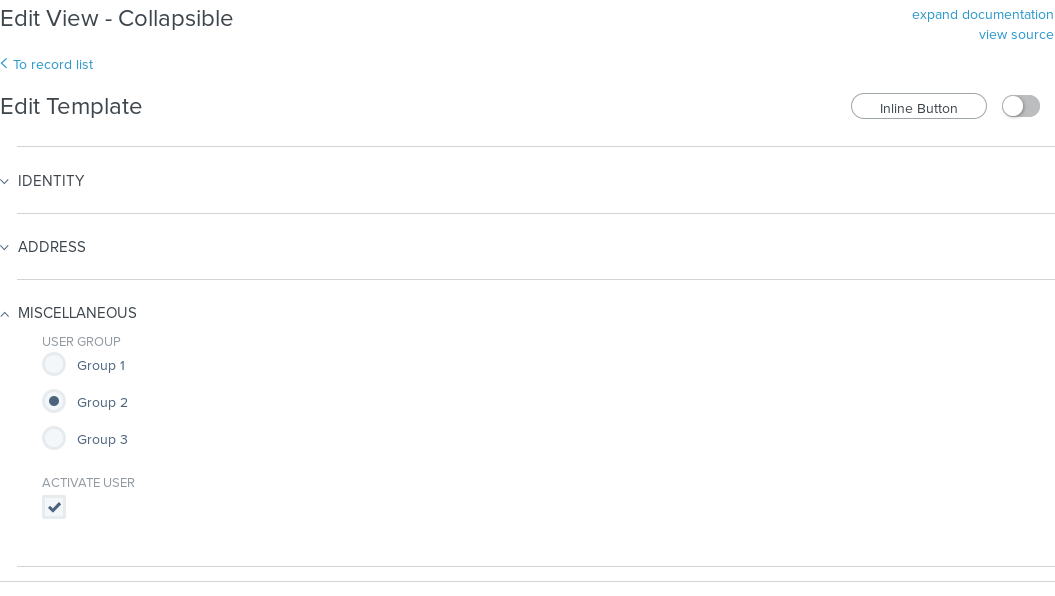 Edit View - Collapsible
expand documentation
view source
To record list
Edit Template
Inline Button
IDENTITY
ADDRESS
MISCELLANEOUS
USER GROUP
Group 1
Group 2
Group 3
ACTIVATE USER